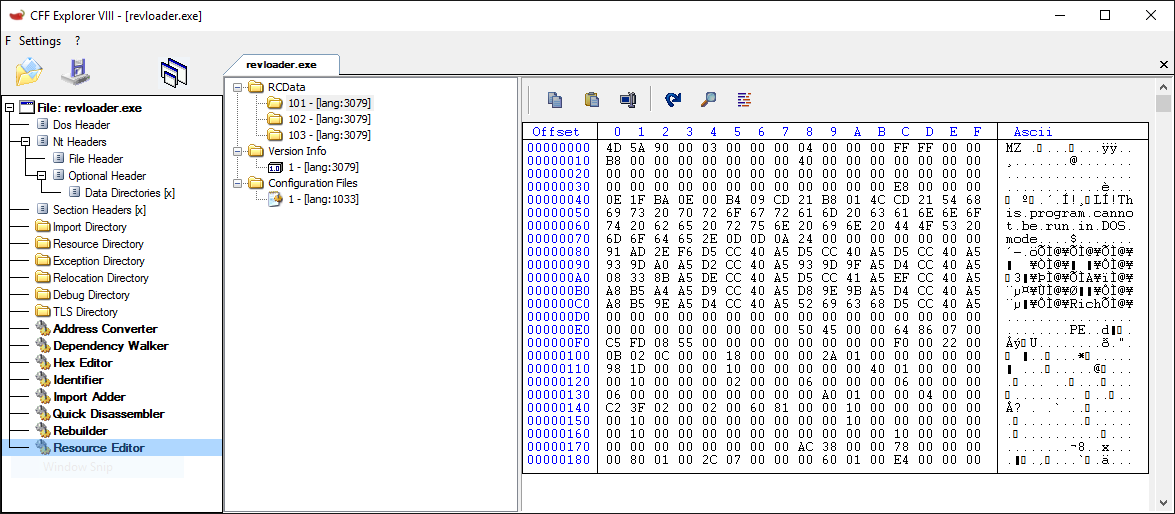 CFF Explorer VIII - [revloader.exe]
F Settings ?
revloader.exe
File: revloader.exe
Dos Header
Nt Headers
File Header
Optional Header
Data Directories [x]
Section Headers [x]
Import Directory
Resource Directory
Exception Directory
Relocation Directory
Debug Directory
TLS Directory
Address Converter
Dependency Walker
Hex Editor
Identifier
Import Adder
Quick Disassembler
Rebuilder
Resource Editor
Window Snip
RCData
101 - [lang:3079]
102 - [lang:3079]
103 - [lang:3079]
Version Info
1 - [lang:3079]
Configuration Files
1 - [lang:1033]
Offset 0 1 2 3 4 5 6 7 8 9 A B C D E F Ascii
00000000 4D 5A 90 00 03 00 00 00 04 00 00 00 FF FF 00 00
00000010 B8 00 00 00 00 00 00 00 40 00 00 00 00 00 00 00
00000020 00 00 00 00 00 00 00 00 00 00 00 00 00 00 00 00
00000030 00 00 00 00 00 00 00 00 00 00 00 00 E8 00 00 00
00000040 0E 1F BA 0E 00 B4 09 CD 21 B8 01 4C CD 21 54 68
00000050 69 73 20 70 72 6F 67 72 61 6D 20 63 61 6E 6E 6F is.program.canno
00000060 74 20 62 65 20 72 75 6E 20 69 6E 20 44 4F 53 20 t.be.run.in.DOS.
00000070 6D 6F 64 65 2E 0D 0D 0A 24 00 00 00 00 00 00 00 mode....$.......
00000080 91 AD 2E F6 D5 CC 40 A5 D5 CC 40 A5 D5 CC 40 A5
00000090 93 9D A0 A5 D2 CC 40 A5 93 9D 9F A5 D4 CC 40 A5
000000A0 08 33 8B A5 DE CC 40 A5 D5 CC 41 A5 EF CC 40 A5
000000B0 A8 B5 A4 A5 D9 CC 40 A5 D8 9E 9B A5 D4 CC 40 A5
000000C0 A8 B5 9E A5 D4 CC 40 A5 52 69 63 68 D5 CC 40 A5
000000D0 00 00 00 00 00 00 00 00 00 00 00 00 00 00 00 00
000000E0 00 00 00 00 00 00 00 00 50 45 00 00 64 86 07 00
000000F0 C5 FD 08 55 00 00 00 00 00 00 00 00 F0 00 22 00
00000100 0B 02 0C 00 00 18 00 00 00 2A 01 00 00 00 00 00
00000110 98 1D 00 00 00 10 00 00 00 00 00 40 01 00 00 00
00000120 00 10 00 00 00 02 00 00 06 00 00 00 06 00 00 00
00000130 06 00 00 00 00 00 00 00 00 A0 01 00 00 04 00 00
00000140 C2 3F 02 00 02 00 60 81 00 00 10 00 00 00 00 00
00000150 00 10 00 00 00 00 00 00 00 00 10 00 00 00 00 00
00000160 00 10 00 00 00 00 00 00 00 00 00 00 10 00 00 00
00000170 00 00 00 00 00 00 00 00 AC 38 00 00 78 00 00 00
00000180 00 80 01 00 2C 07 00 00 00 60 01 00 E4 00 00 00